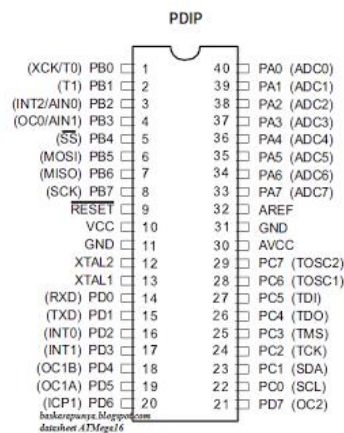 PDIP
(XCK/T0) PB0 1 40 PA0 (ADC0)
(T1) PB1 2 39 PA1 (ADC1)
(INT2/AIN0) PB2 3 38 PA2 (ADC2)
(OC0/AIN1) PB3 4 37 PA3 (ADC3)
(SS) PB4 5 36 PA4 (ADC4)
(MOSI) PB5 6 35 PA5 (ADC5)
(MISO) PB6 7 34 PA6 (ADC6)
(SCK) PB7 8 33 PA7 (ADC7)
RESET 9 32 AREF
VCC 10 31 GND
GND 11 30 AVCC
XTAL2 12 29 PC7 (TOSC2)
XTAL1 13 28 PC6 (TOSC1)
(RXD) PD0 14 27 PC5 (TDI)
(TXD) PD1 15 26 PC4 (TDO)
(INT0) PD2 16 25 PC3 (TMS)
(INT1) PD3 17 24 PC2 (TCK)
(OC1B) PD4 18 23 PC1 (SDA)
(OC1A) PD5 19 22 PC0 (SCL)
(ICP1) PD6 20 21 PD7 (OC2)
baskarapunya.blogspot.com
datasheet ATMega16